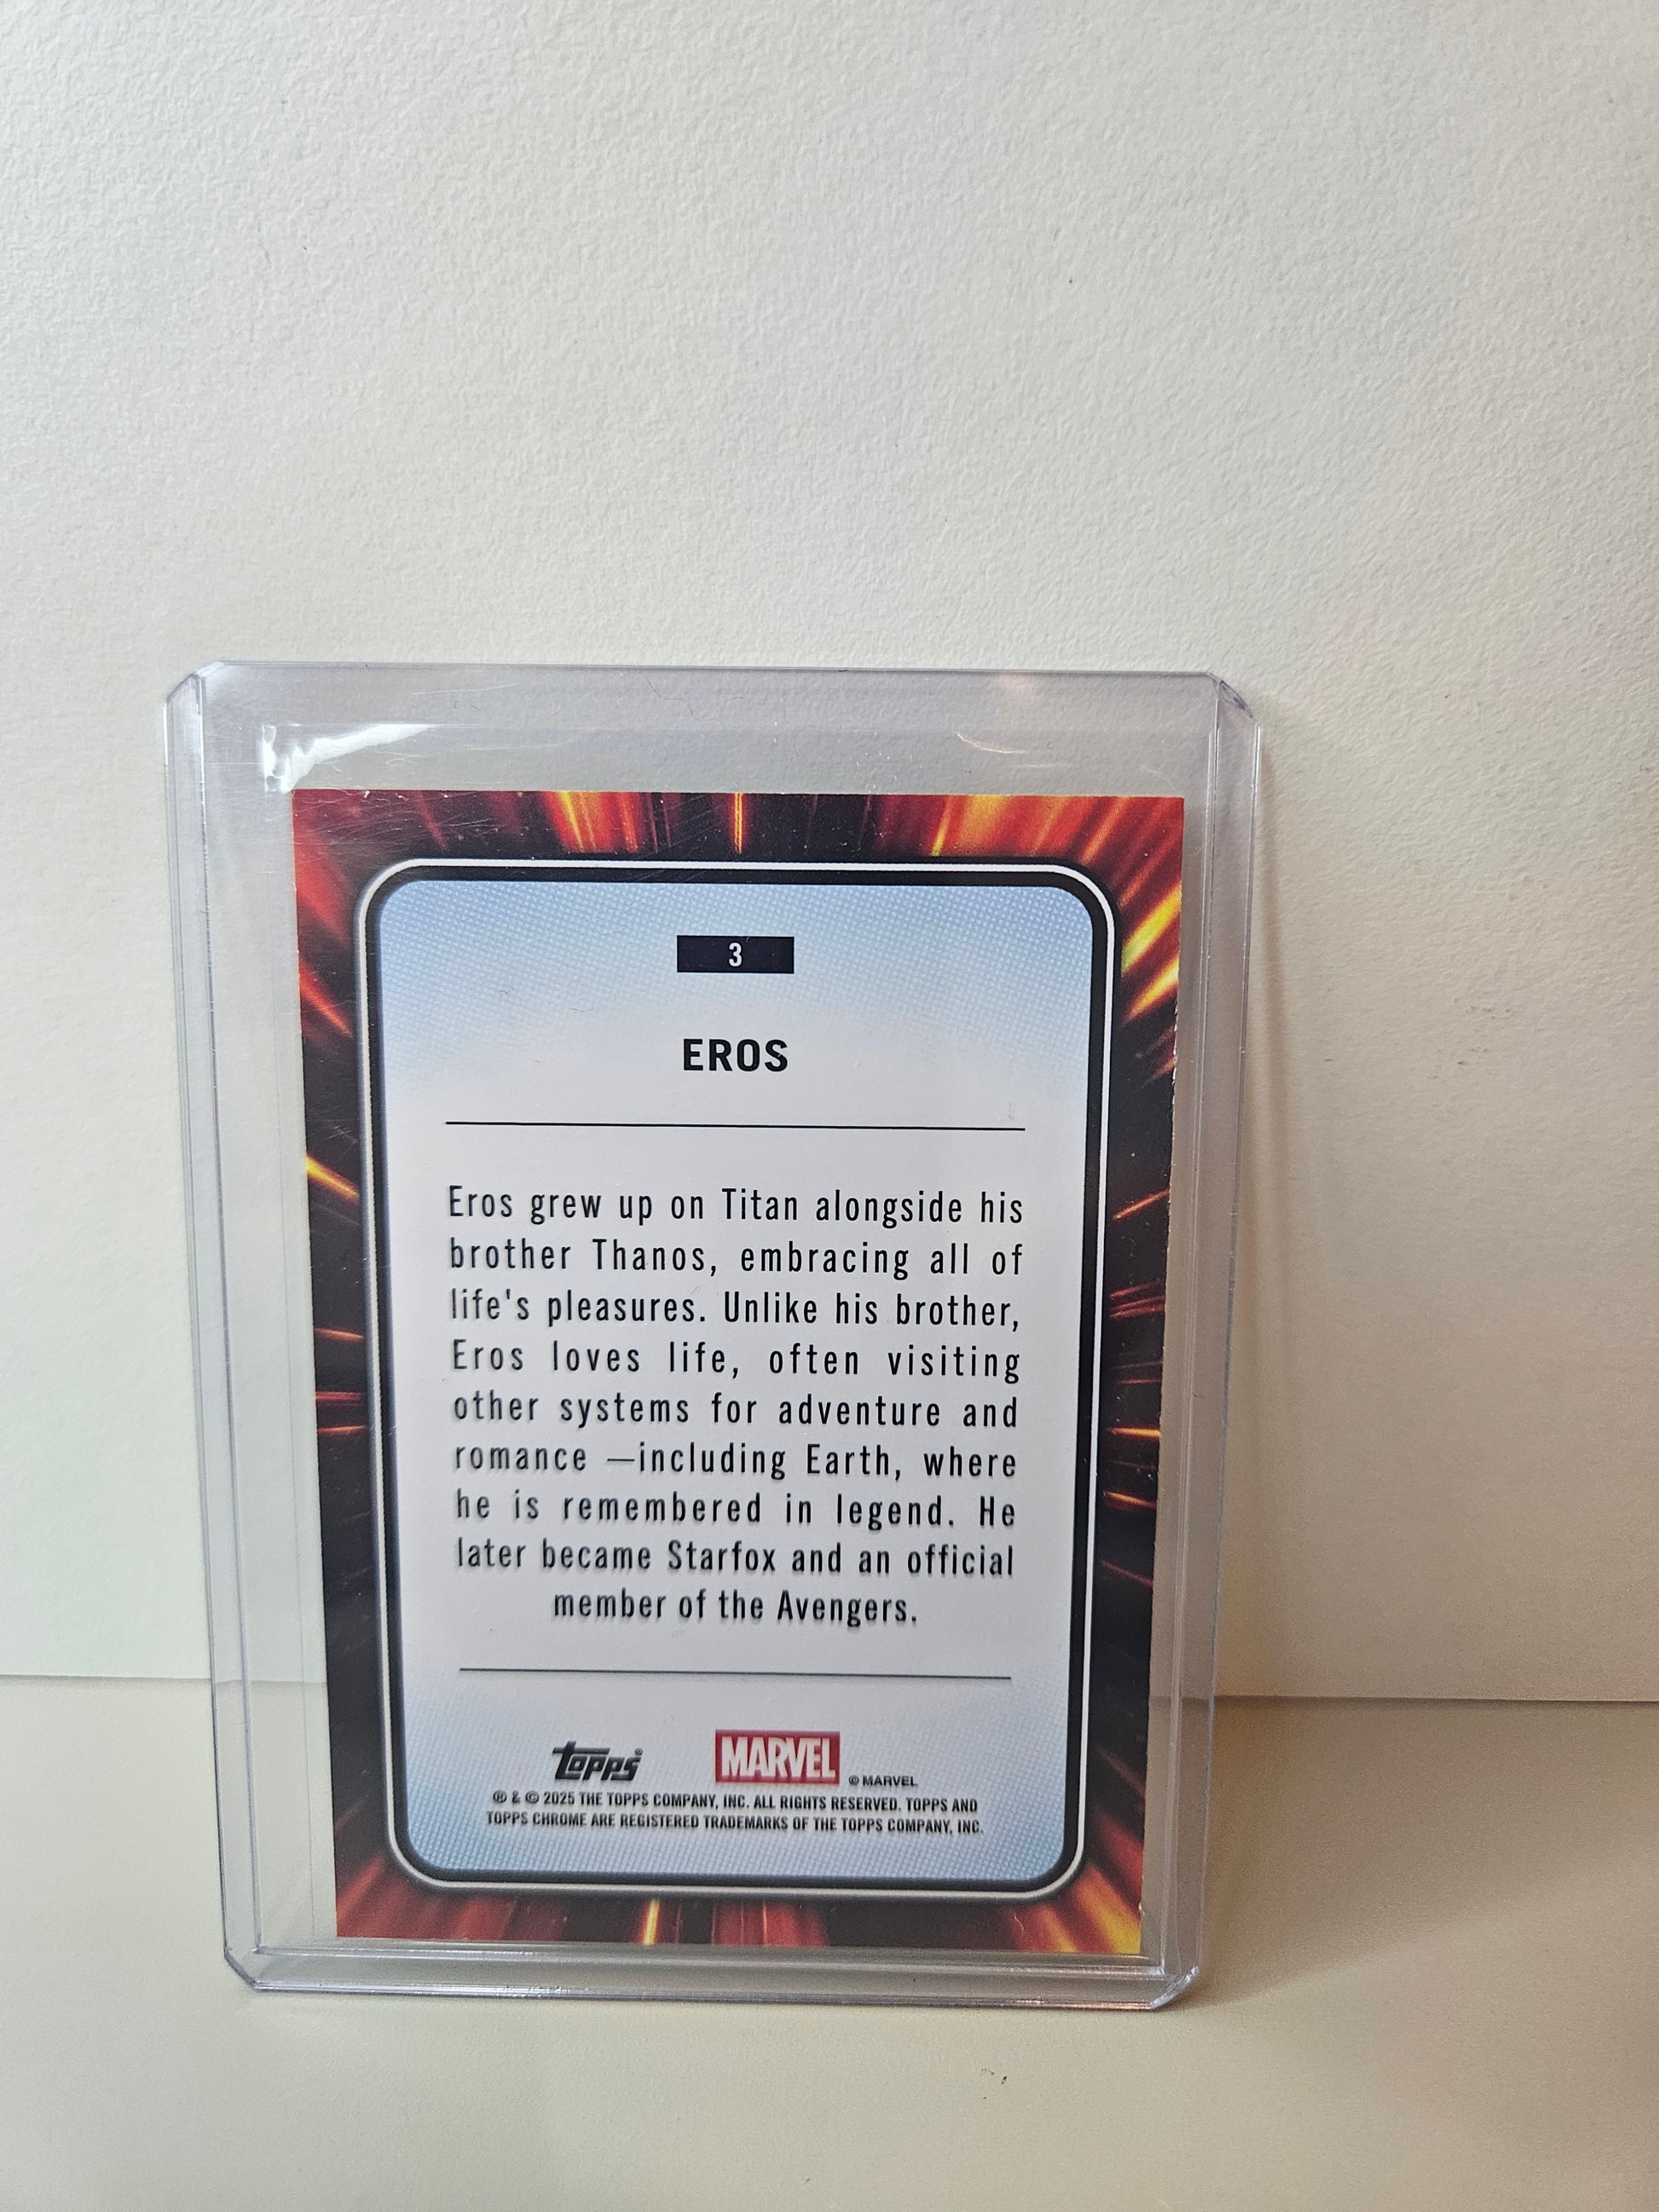 3
EROS
Eros grew up on Titan alongside his
brother Thanos, embracing all of
life's pleasures. Unlike his brother,
Eros loves life, often visiting
other systems for adventure and
romance —including Earth, where
he is remembered in legend. He
later became Starfox and an official
member of the Avengers.
topps® MARVEL © MARVEL
® & © 2025 THE TOPPS COMPANY, INC. ALL RIGHTS RESERVED. TOPPS AND
TOPPS CHROME ARE REGISTERED TRADEMARKS OF THE TOPPS COMPANY, INC.